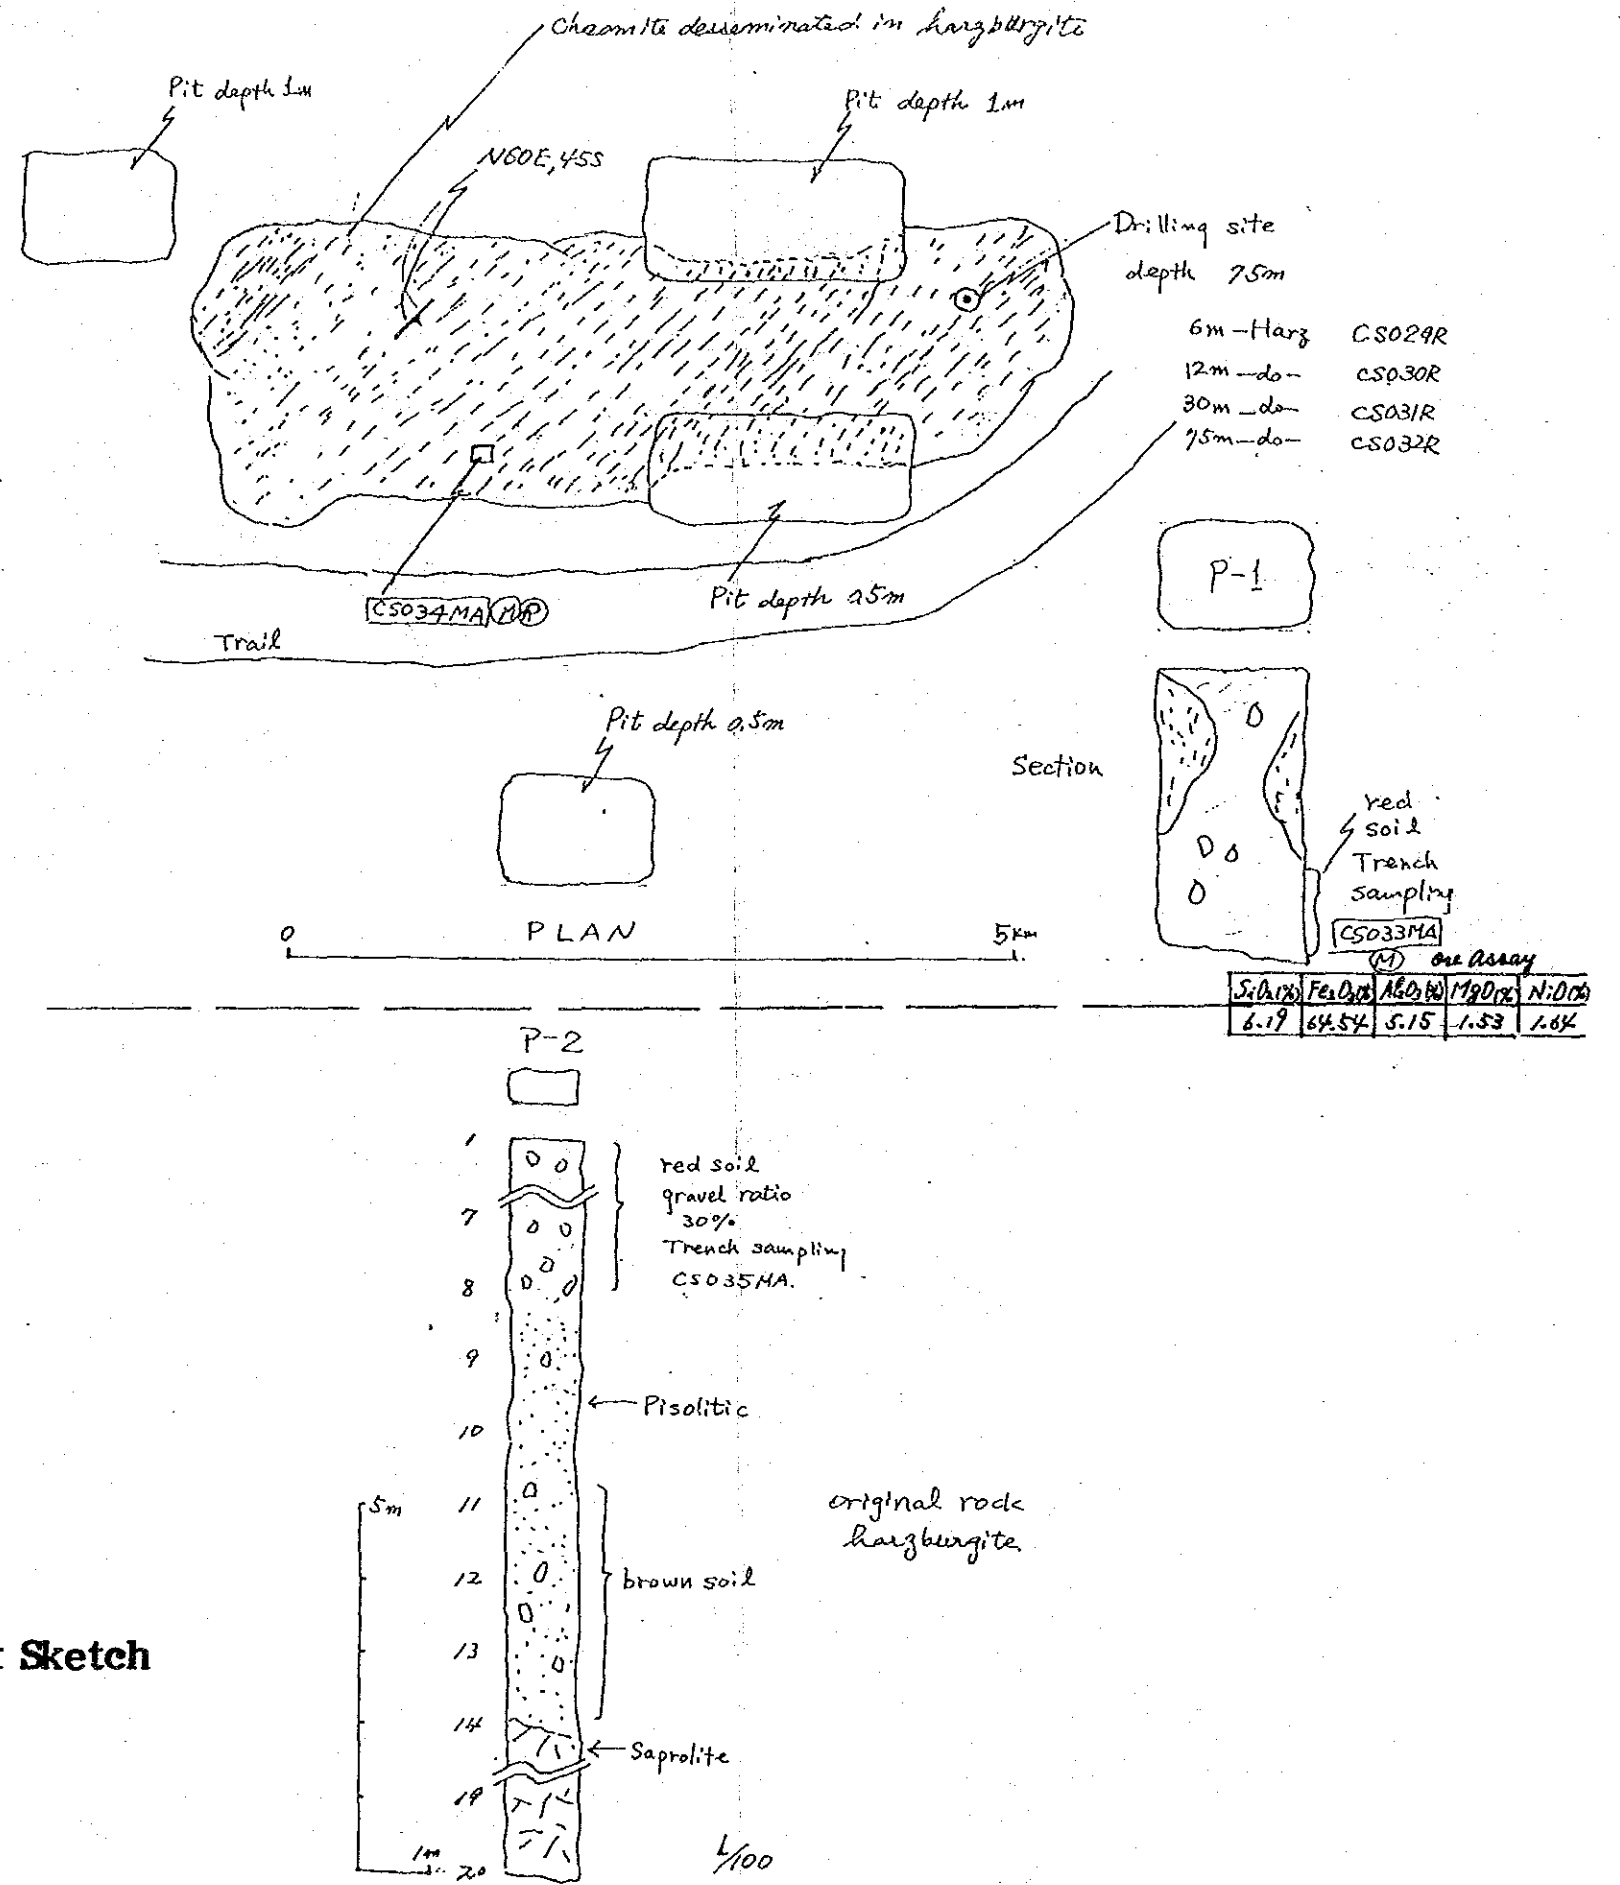 Chromite desseminated in harzburgite
Pit depth 1m
Pit depth 1m
N60E, 45S
Drilling site
depth 75m
6m—Harz CS029R
12m—do— CS030R
30m—do— CS031R
75m—do— CS032R
P-1
CS034MA M P
Pit depth 0.5m
Trail
Pit depth 0.5m
Section
red
soil
Trench
sampling
CS033MA
M ore Assay
SiO2(%) Fe2O3(%) Al2O3(%) MgO(%) NiO(%)
6.19 64.54 5.15 1.53 1.64
PLAN
0 5km
P-2
1
7
8
9
10
11
12
13
14
19
20
red soil
gravel ratio
30%
Trench sampling
CS035MA.
← Pisolitic
5m
original rock
harzburgite.
brown soil
Sketch
← Saprolite
1m
1/100